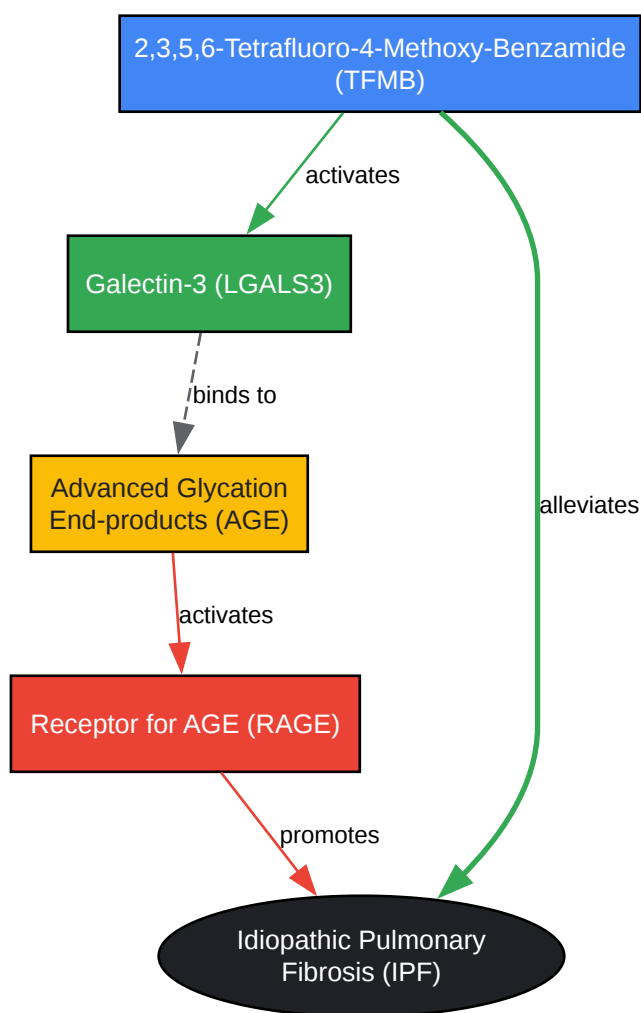 2,3,5,6-Tetrafluoro-4-Methoxy-Benzamide
(TFMB)
activates
Galectin-3 (LGALS3)
binds to
Advanced Glycation
End-products (AGE)
alleviates
activates
Receptor for AGE (RAGE)
promotes
Idiopathic Pulmonary
Fibrosis (IPF)